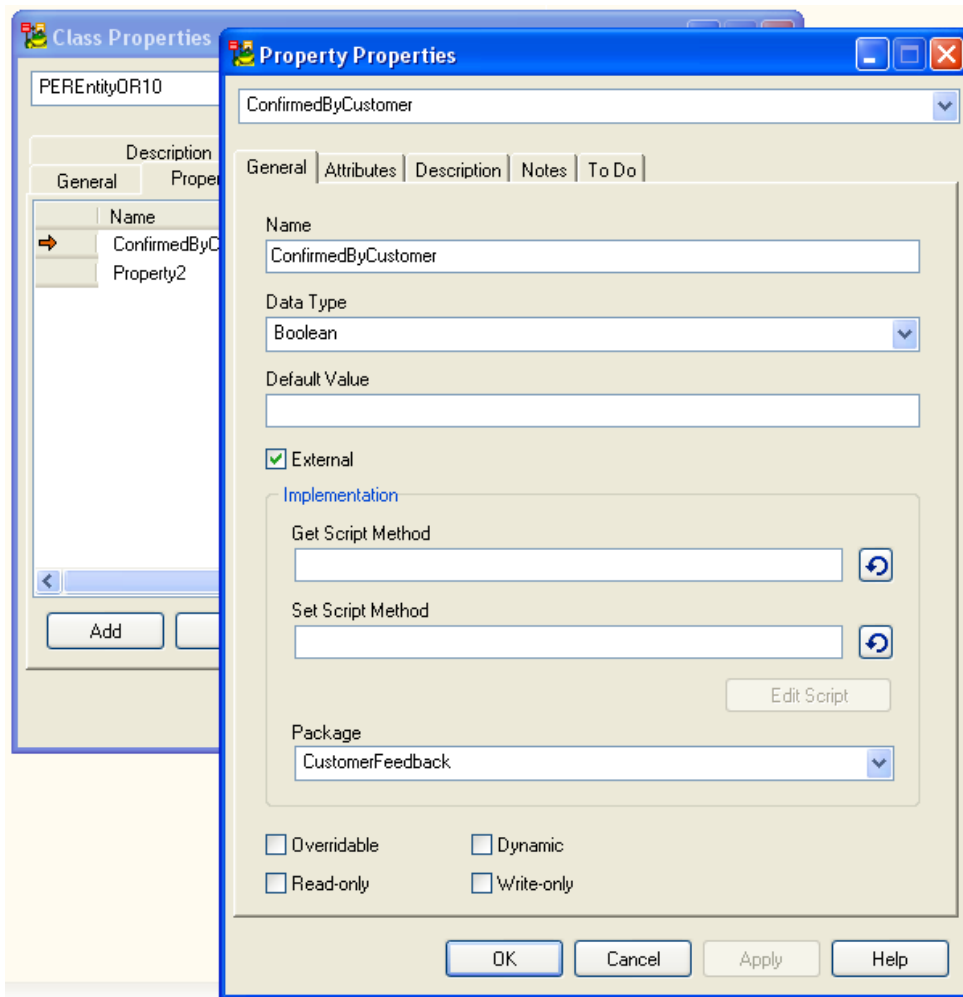 Class Properties
PEREntityOR10
Description
General Proper
Name
ConfirmedByC
Property2
Add
Property Properties
ConfirmedByCustomer
General Attributes Description Notes To Do
Name
ConfirmedByCustomer
Data Type
Boolean
Default Value
External
Implementation
Get Script Method
Set Script Method
Edit Script
Package
CustomerFeedback
Overridable Dynamic
Read-only Write-only
OK Cancel Apply Help